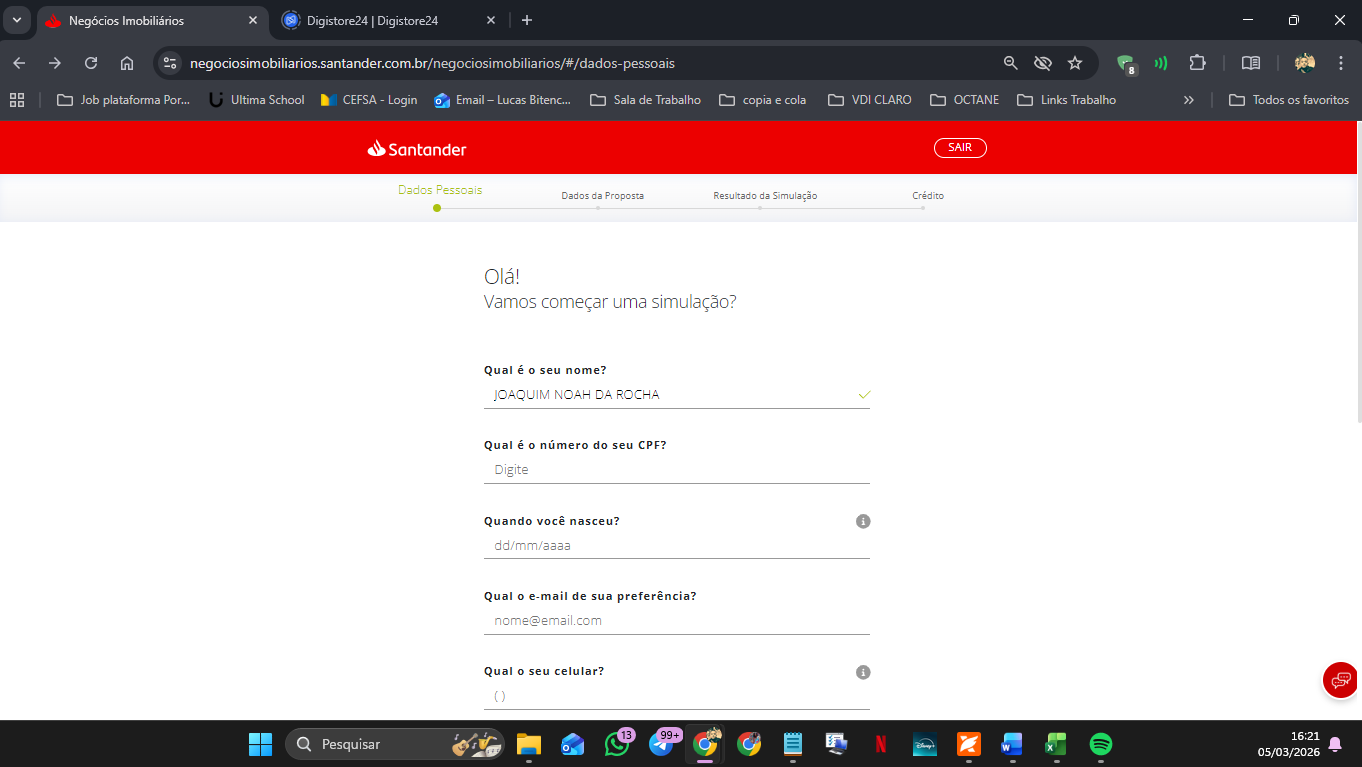 Negócios Imobiliários
Digistore24 | Digistore24
negociosimobiliarios.santander.com.br/negociosimobiliarios/#/dados-pessoais
8
Job plataforma Por...
Ultima School
CEFSA - Login
Email – Lucas Bitenc...
Sala de Trabalho
copia e cola
VDI CLARO
OCTANE
Links Trabalho
Todos os favoritos
Santander
SAIR
Dados Pessoais
Dados da Proposta
Resultado da Simulação
Crédito
Olá!
Vamos começar uma simulação?
Qual é o seu nome?
JOAQUIM NOAH DA ROCHA
Qual é o número do seu CPF?
Digite
Quando você nasceu?
dd/mm/aaaa
Qual o e-mail de sua preferência?
nome@email.com
Qual o seu celular?
( )
Pesquisar
13
99+
16:21
05/03/2026